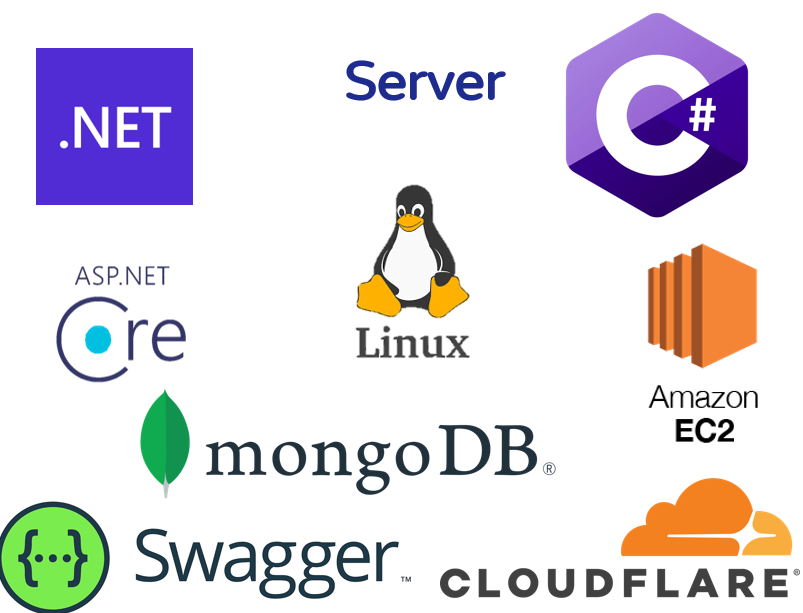 Server
.NET
C#
ASP.NET
Core
Linux
Amazon
EC2
mongoDB®
{···} Swagger™
CLOUDFLARE®